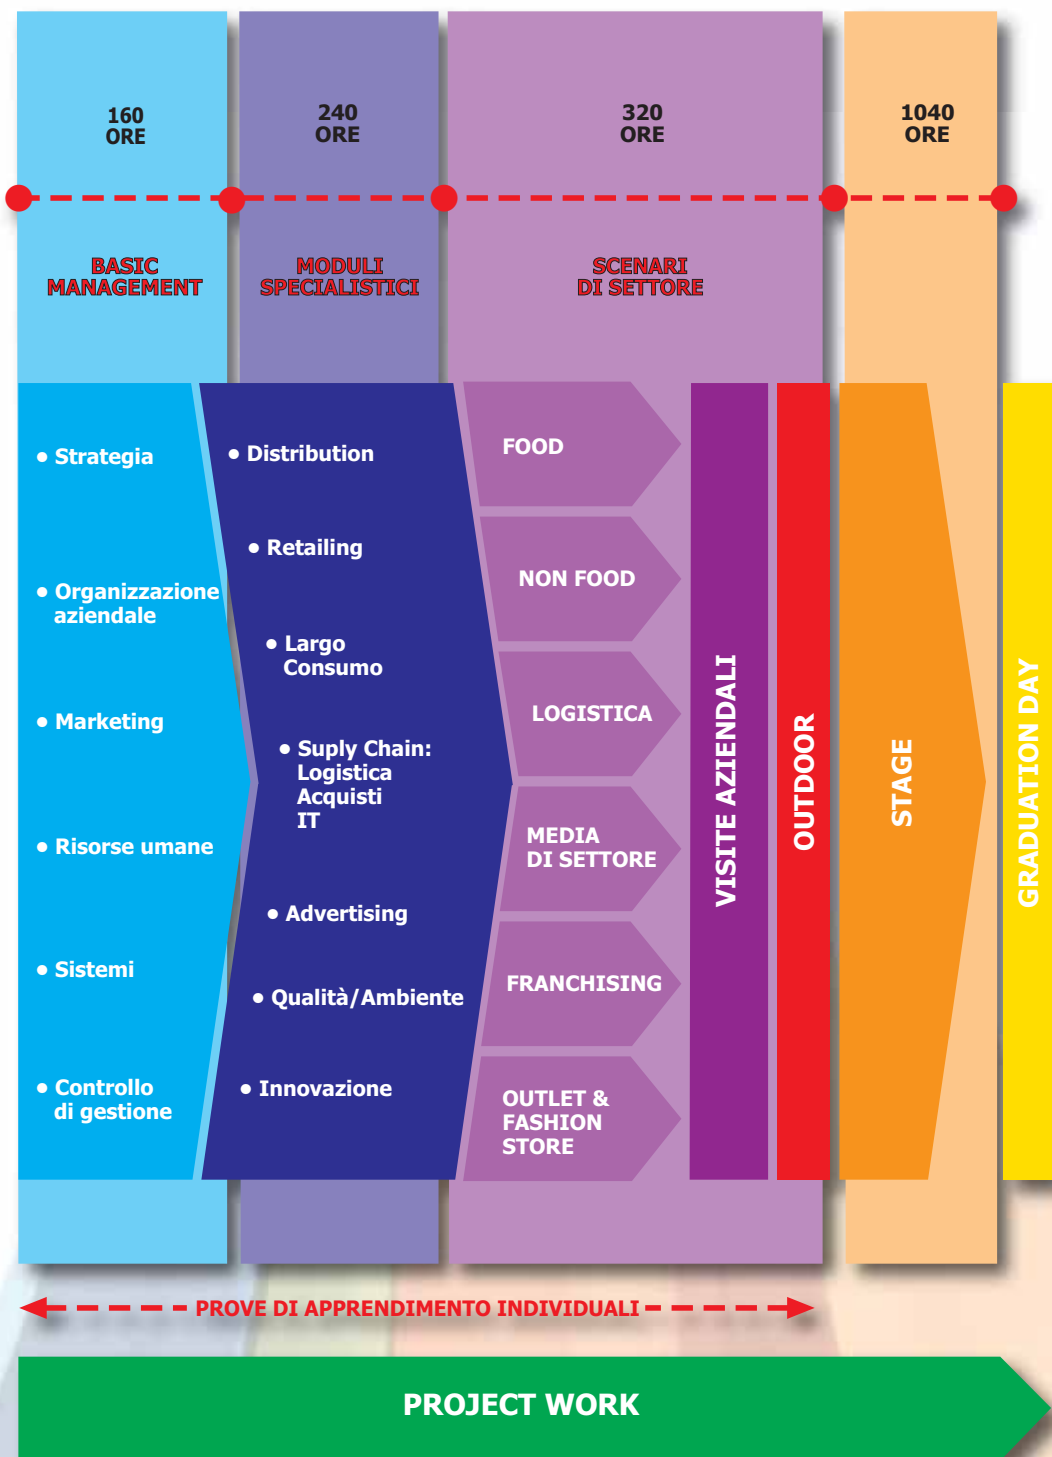 160
ORE
240
ORE
320
ORE
1040
ORE
BASIC
MANAGEMENT
MODULI
SPECIALISTICI
SCENARI
DI SETTORE
• Strategia
• Organizzazione
aziendale
• Marketing
• Risorse umane
• Sistemi
• Controllo
di gestione
• Distribution
• Retailing
• Largo
Consumo
• Suply Chain:
Logistica
Acquisti
IT
• Advertising
• Qualità/Ambiente
• Innovazione
FOOD
NON FOOD
LOGISTICA
MEDIA
DI SETTORE
FRANCHISING
OUTLET &
FASHION
STORE
VISITE AZIENDALI
OUTDOOR
STAGE
GRADUATION DAY
PROVE DI APPRENDIMENTO INDIVIDUALI
PROJECT WORK